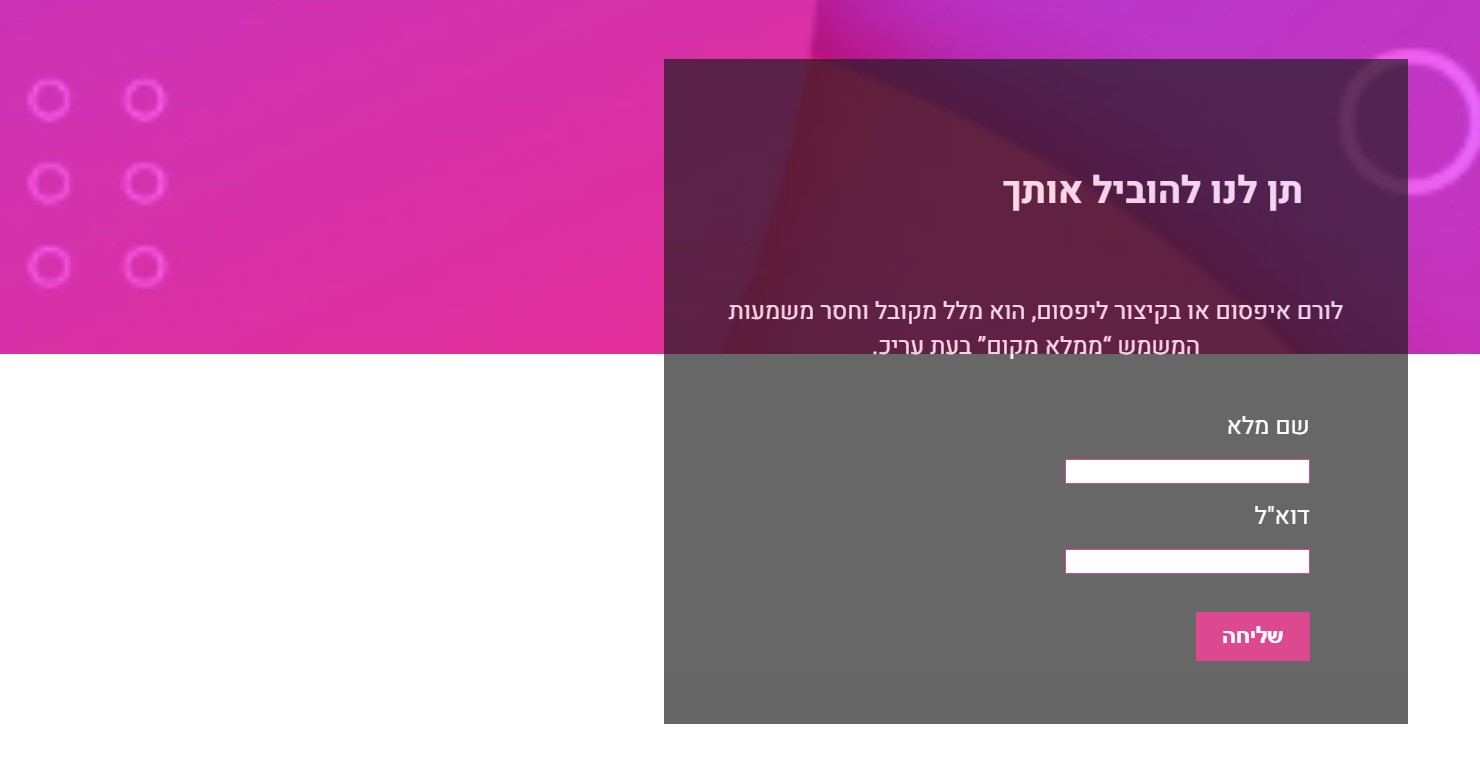 תן לנו להוביל אותך
לורם איפסום או בקיצור ליפסום, הוא מלל מקובל וחסר משמעות
המשמש “ממלא מקום” בעת עריכ.
שם מלא
דוא"ל
שליחה